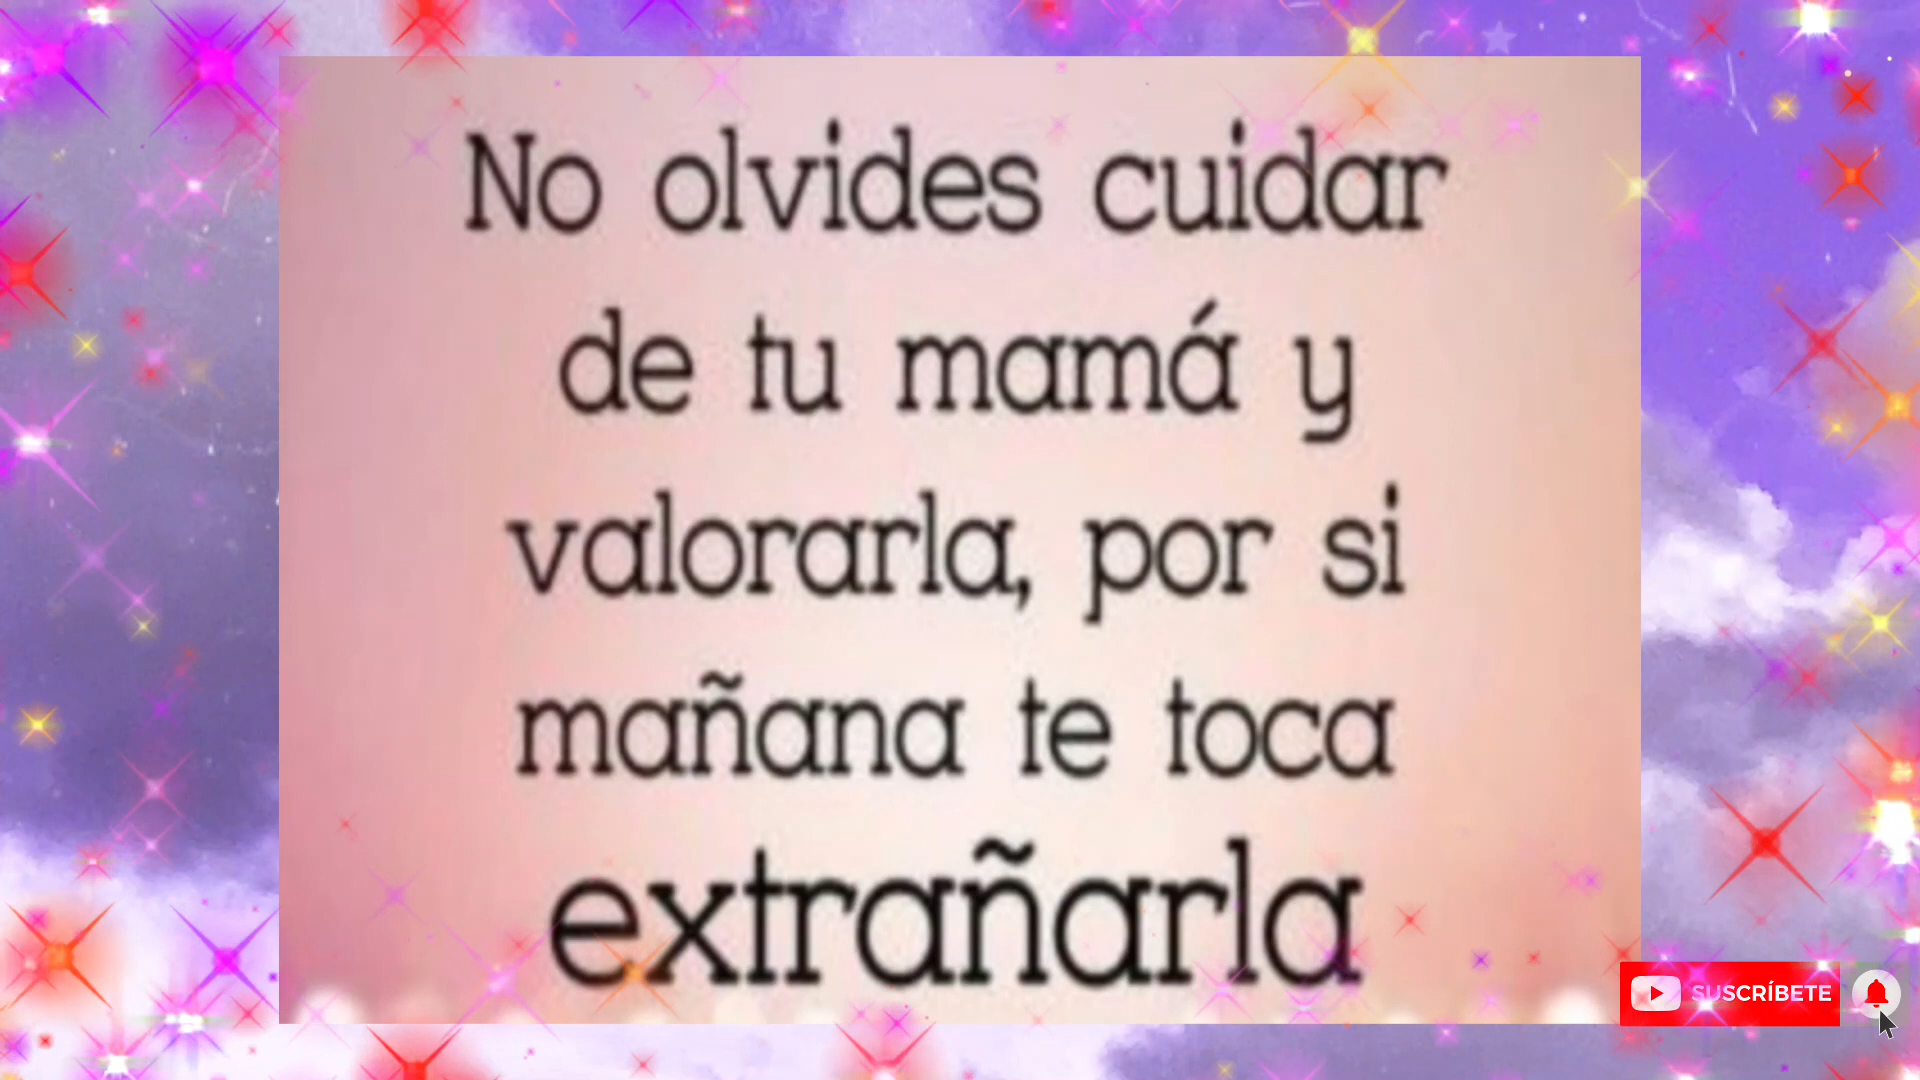 No olvides cuidar
de tu mamá y
valorarla, por si
mañana te toca
extrañarla
SUSCRÍBETE